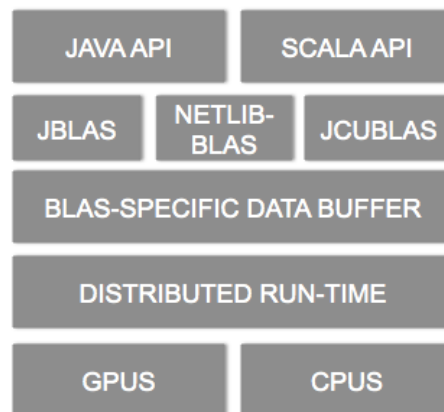 JAVA API
SCALA API
JBLAS
NETLIB-
BLAS
JCUBLAS
BLAS-SPECIFIC DATA BUFFER
DISTRIBUTED RUN-TIME
GPUS
CPUS